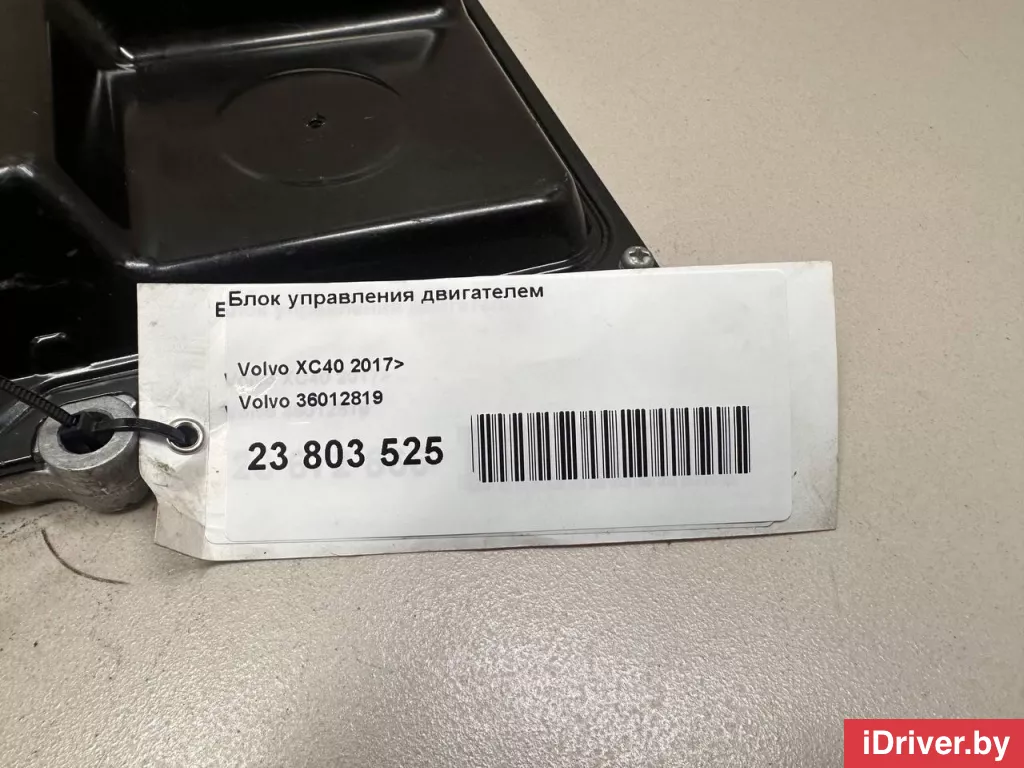 Блок управления двигателем
Volvo XC40 2017>
Volvo 36012819
23 803 525
iDriver.by